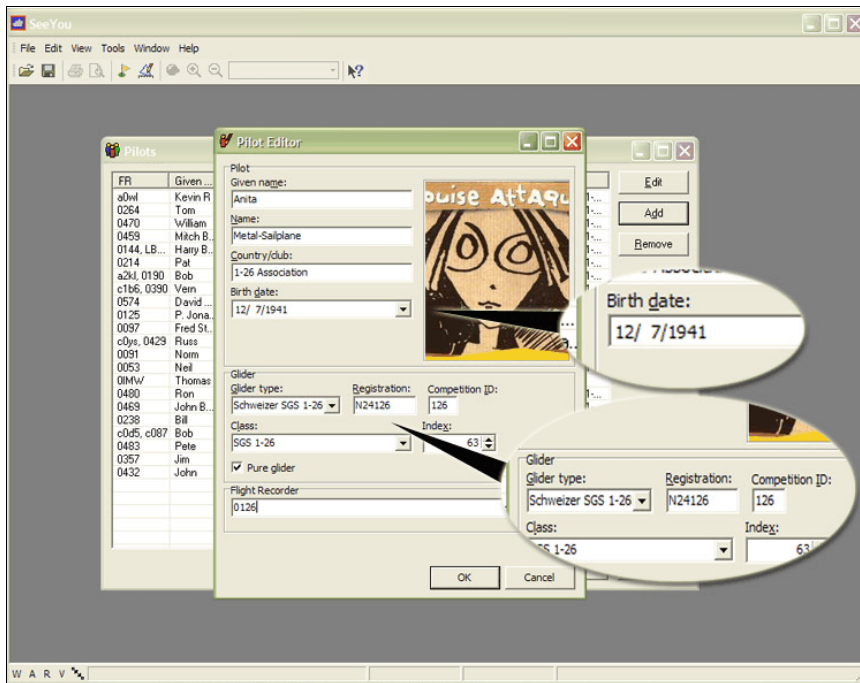 SeeYou
File Edit View Tools Window Help
Pilots
FR Given ...
a0wl Kevin R
0264 Tom
0470 William
0459 Mitch B...
0144, LB... Harry B...
0214 Pat
a2kl, 0190 Bob
c1b6, 0390 Vern
0574 David ...
0125 P. Jona...
0097 Fred St...
c0ys, 0429 Russ
0091 Norm
0053 Neil
0IMW Thomas
0480 Ron
0469 John B...
0238 Bill
c0d5, c087 Bob
0483 Pete
0357 Jim
0432 John
Edit
Add
Remove
Pilot Editor
Pilot
Given name:
Anita
Name:
Metal-Sailplane
Country/club:
1-26 Association
Birth date:
12/ 7/1941
ouise AttAqu
Glider
Glider type: Registration: Competition ID:
Schweizer SGS 1-26 N24126 126
Class: Index:
SGS 1-26 63
Pure glider
Flight Recorder
0126
OK Cancel
Birth date:
12/ 7/1941
Glider
Glider type: Registration: Competition ID:
Schweizer SGS 1-26 N24126 126
Class: Index:
SGS 1-26 63
W A R V